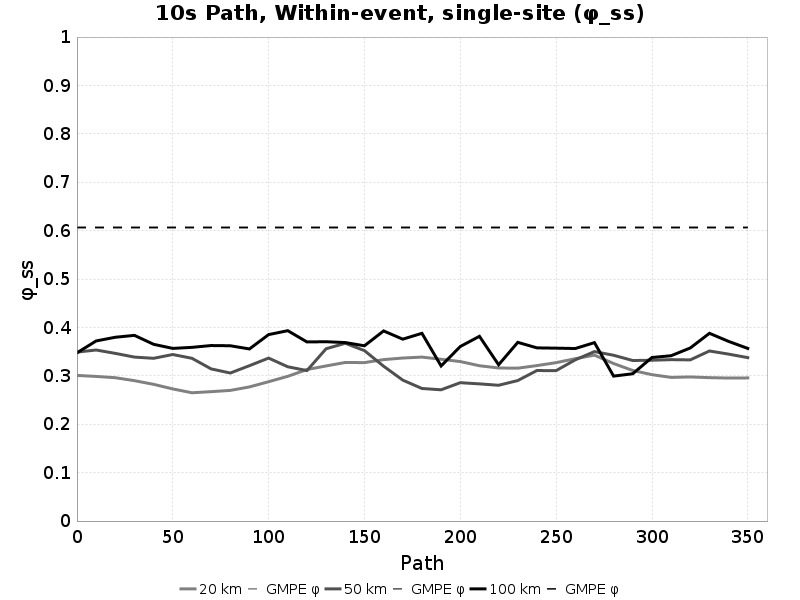 10s Path, Within-event, single-site (φ_ss)
1
0.9
0.8
0.7
0.6
0.5
0.4
0.3
0.2
0.1
0
φ_ss
0 50 100 150 200 250 300 350
Path
20 km GMPE φ 50 km GMPE φ 100 km GMPE φ